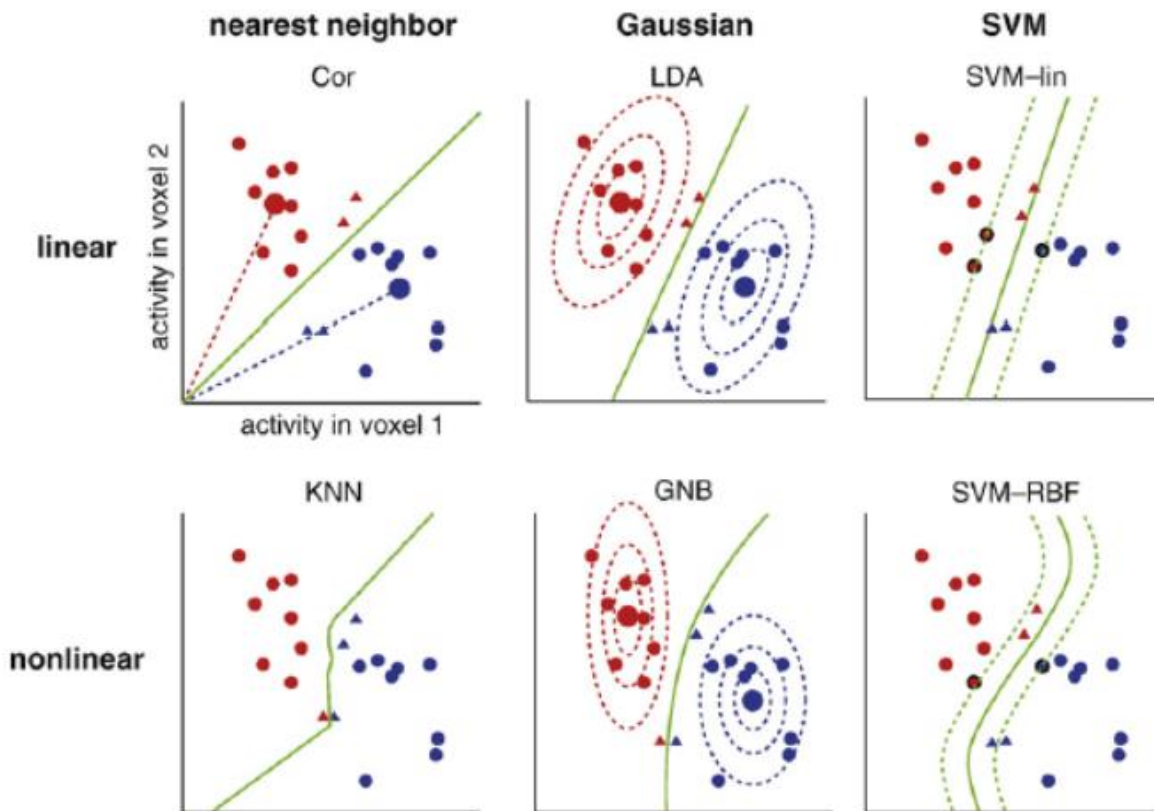 nearest neighbor Gaussian SVM
Cor LDA SVM–lin
activity in voxel 2
linear
activity in voxel 1
KNN GNB SVM–RBF
nonlinear